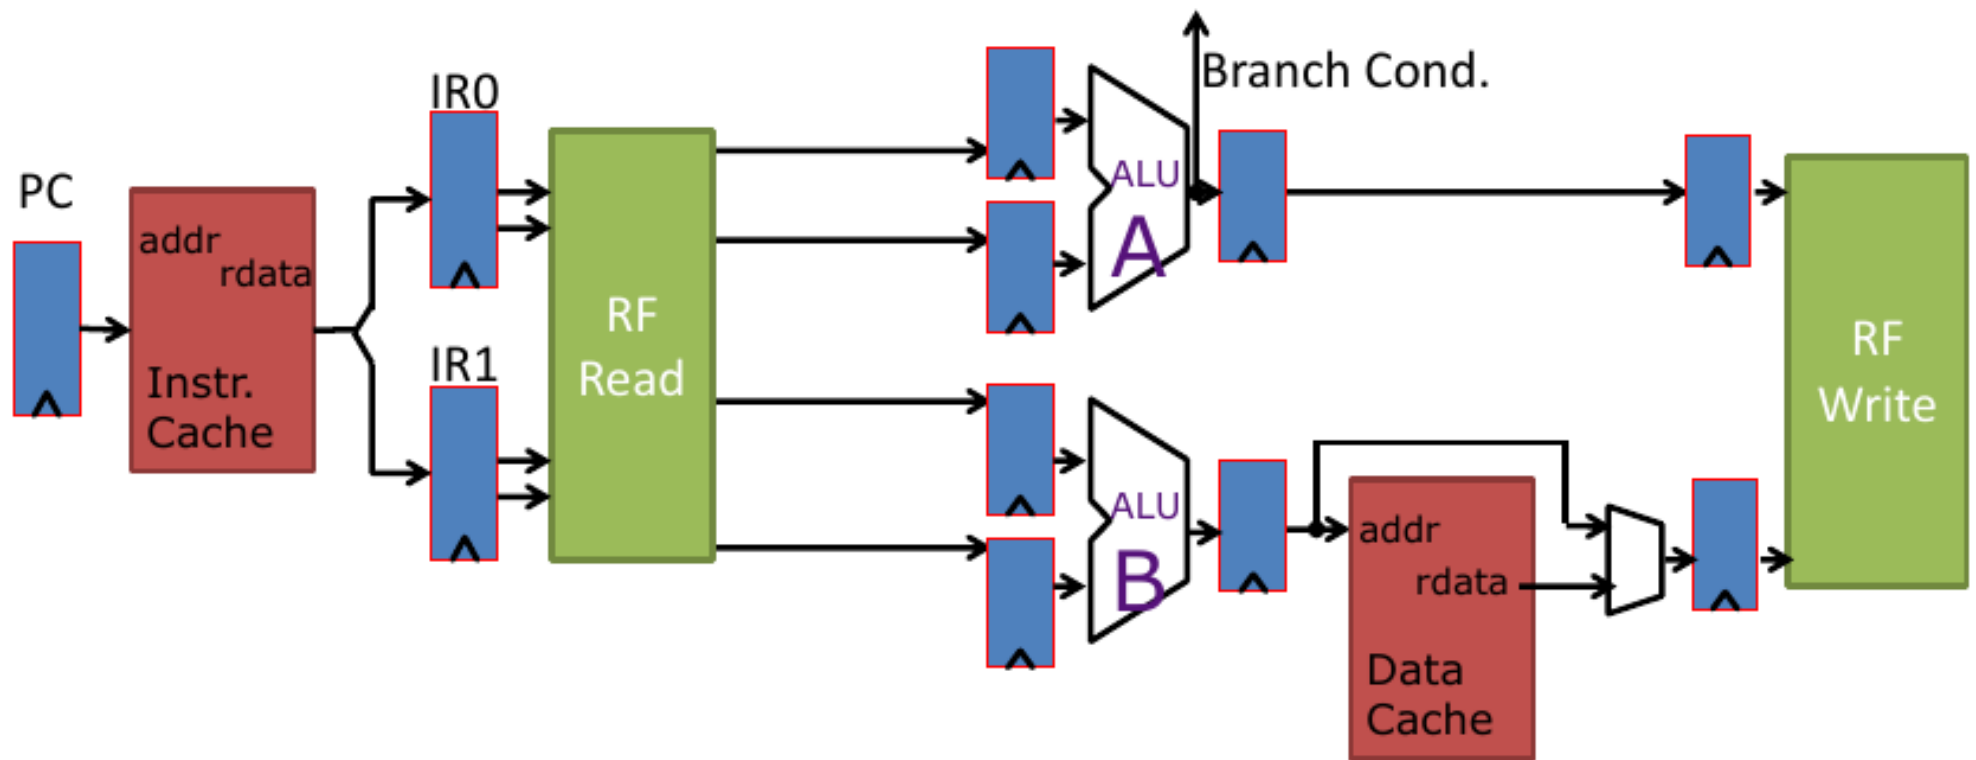 PC
addr
rdata
Instr.
Cache
IR0
IR1
RF
Read
ALU
A
Branch Cond.
ALU
B
addr
rdata
Data
Cache
RF
Write